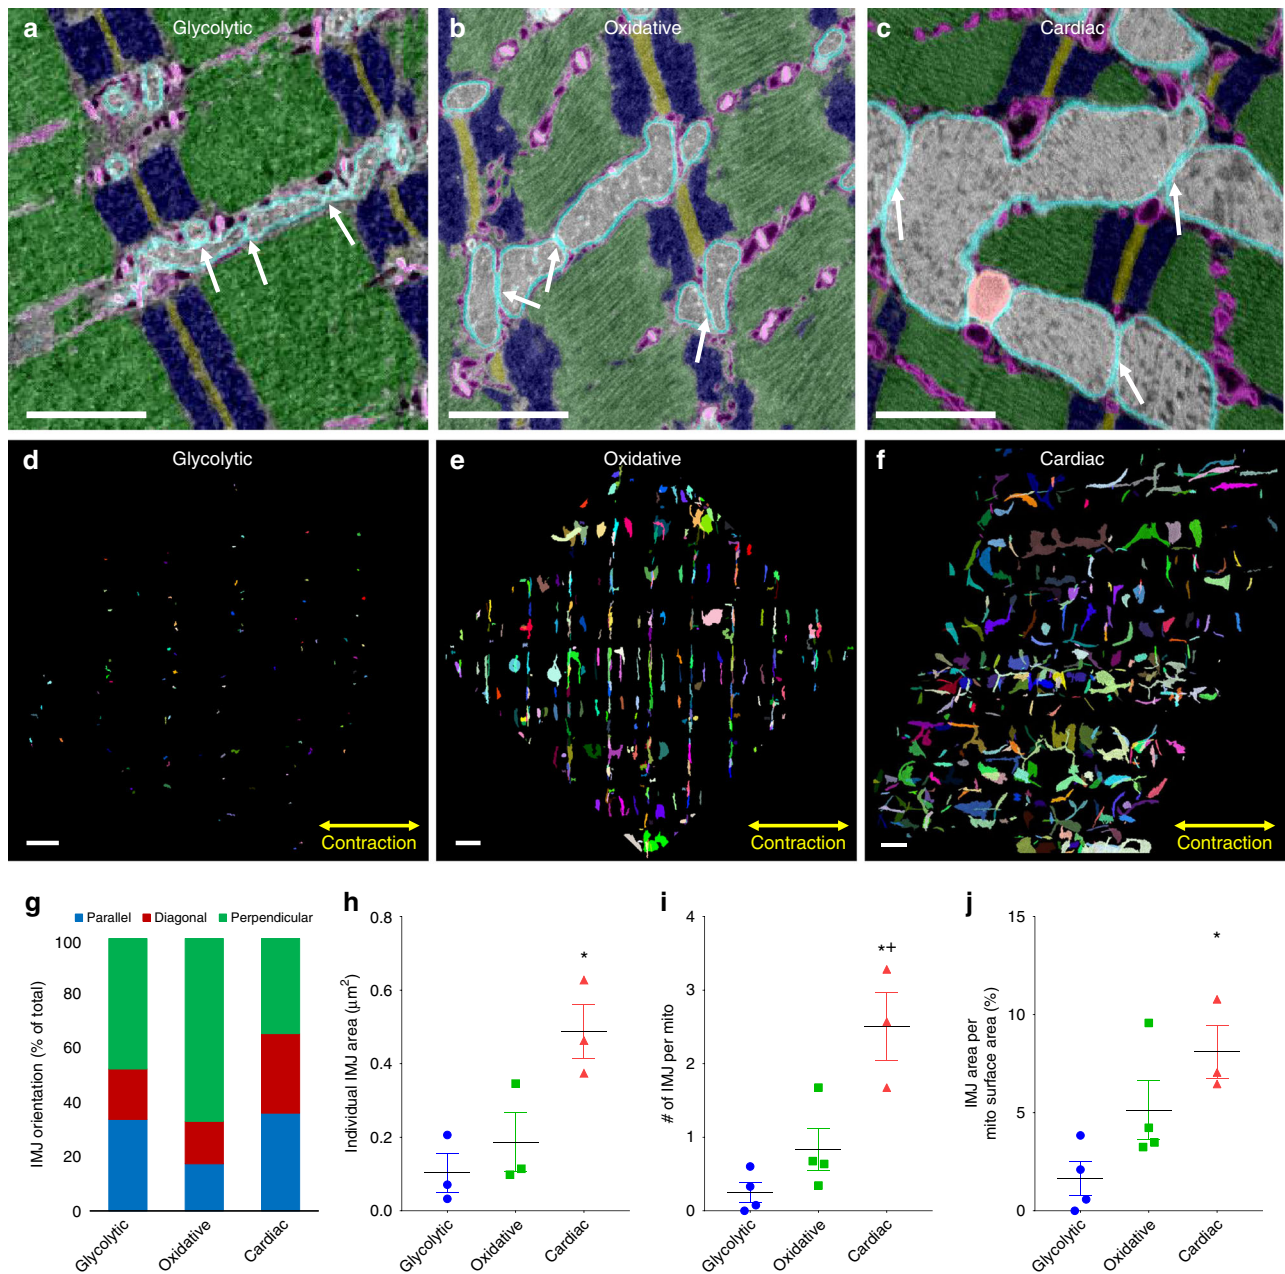 a Glycolytic
b Oxidative
c Cardiac
d Glycolytic
Contraction
e Oxidative
Contraction
f Cardiac
Contraction
g
Parallel Diagonal Perpendicular
IMJ orientation (% of total)
100
80
60
40
20
0
Glycolytic Oxidative Cardiac
h
Individual IMJ area (μm²)
0.8
0.6
0.4
0.2
0.0
*
Glycolytic Oxidative Cardiac
i
# of IMJ per mito
4
3
2
1
0
*+
Glycolytic Oxidative Cardiac
j
IMJ area per
mito surface area (%)
15
10
5
0
*
Glycolytic Oxidative Cardiac